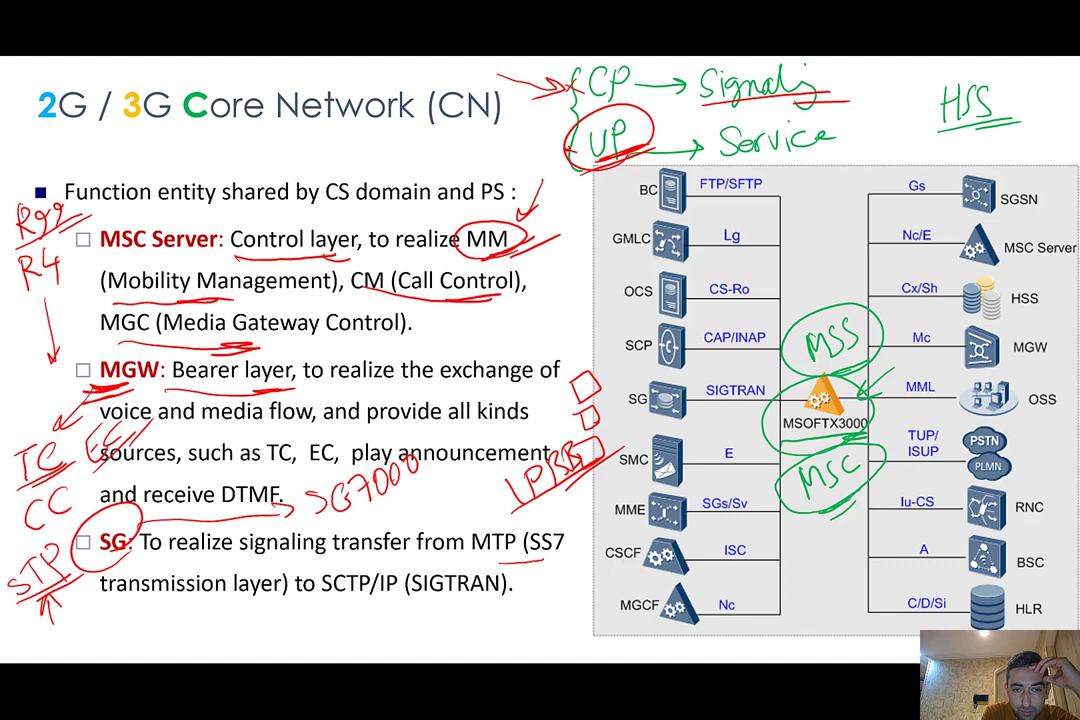 2G / 3G Core Network (CN)
CP → Signaling
UP → Service
HSS
■ Function entity shared by CS domain and PS :
R99
R4
□ MSC Server: Control layer, to realize MM
(Mobility Management), CM (Call Control),
MGC (Media Gateway Control).
□ MGW: Bearer layer, to realize the exchange of
voice and media flow, and provide all kinds
sources, such as TC, EC, play announcement
and receive DTMF.
□ SG: To realize signaling transfer from MTP (SS7
transmission layer) to SCTP/IP (SIGTRAN).
TC
EC
CC
STP
SG7000
BC
FTP/SFTP
GMLC
Lg
OCS
CS-Ro
SCP
CAP/INAP
SG
SIGTRAN
SMC
E
MME
SGs/Sv
CSCF
ISC
MGCF
Nc
MSS
MSOFTX3000
MSC
Gs
SGSN
Nc/E
MSC Server
Cx/Sh
HSS
Mc
MGW
MML
OSS
TUP/
ISUP
PSTN
PLMN
Iu-CS
RNC
A
BSC
C/D/Si
HLR